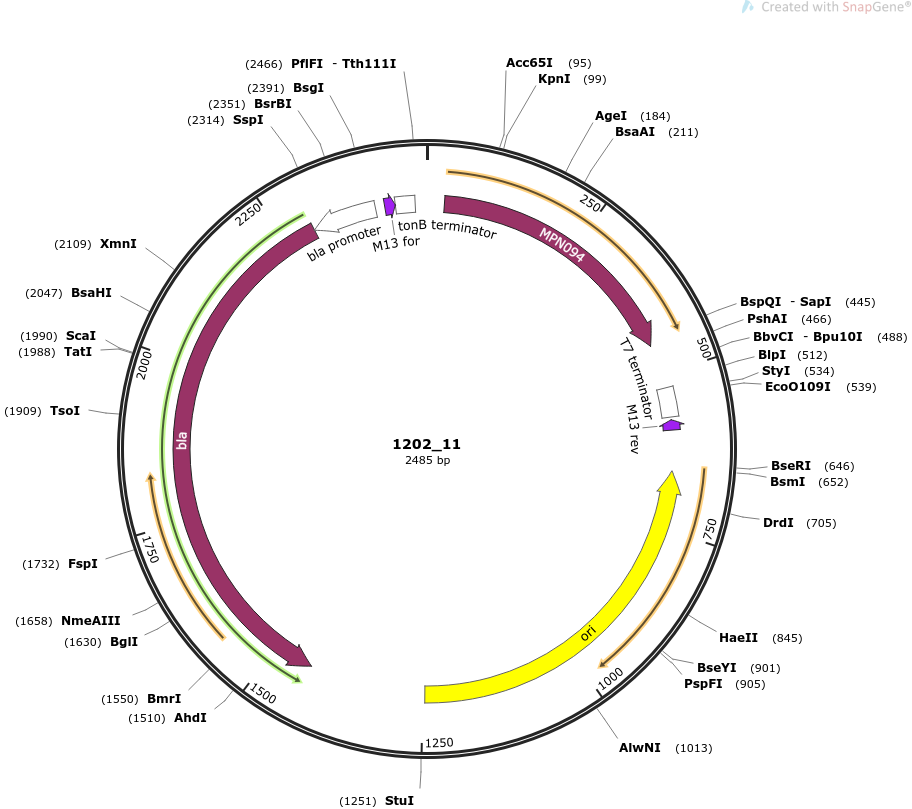 Created with SnapGene®
(2466) PflFI - Tth111I
(2391) BsgI
(2351) BsrBI
(2314) SspI
Acc65I (95)
KpnI (99)
AgeI (184)
BsaAI (211)
250
2250
tonB terminator
M13 for
bla promoter
MPN094
(2109) XmnI
(2047) BsaHI
(1990) ScaI
(1988) TatI
2000
(1909) TsoI
BspQI - SapI (445)
PshAI (466)
BbvCI - Bpu10I (488)
BlpI (512)
StyI (534)
EcoO109I (539)
500
T7 terminator
M13 rev
bla
1202_11
2485 bp
BseRI (646)
BsmI (652)
DrdI (705)
750
1750
(1732) FspI
(1658) NmeAIII
(1630) BglI
HaeII (845)
BseYI (901)
PspFI (905)
ori
1000
1500
(1550) BmrI
(1510) AhdI
AlwNI (1013)
1250
(1251) StuI